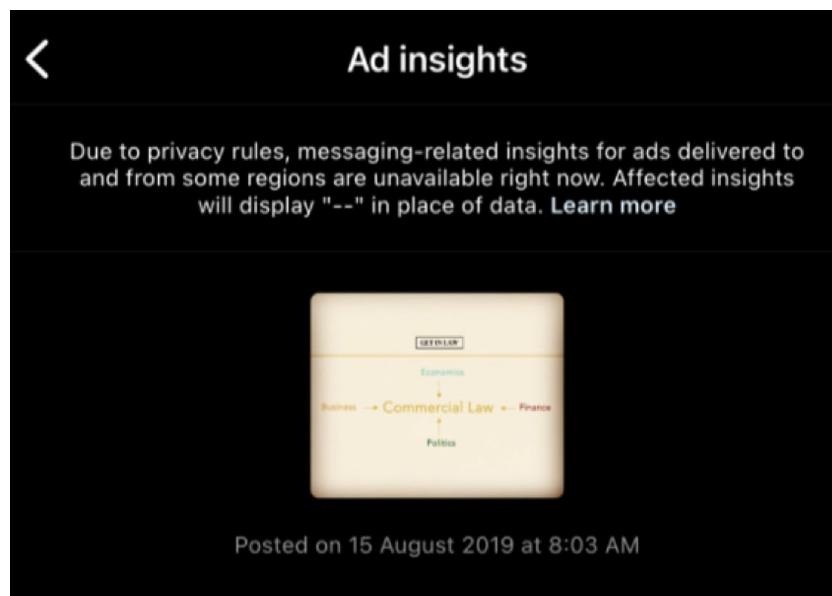 Ad insights
Due to privacy rules, messaging-related insights for ads delivered to
and from some regions are unavailable right now. Affected insights
will display "--" in place of data. Learn more
GET IN LAW
Economics
Business Commercial Law Finance
Politics
Posted on 15 August 2019 at 8:03 AM